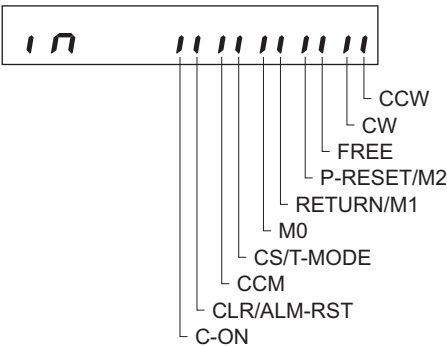 in
CCW
CW
FREE
P-RESET/M2
RETURN/M1
M0
CS/T-MODE
CCM
CLR/ALM-RST
C-ON